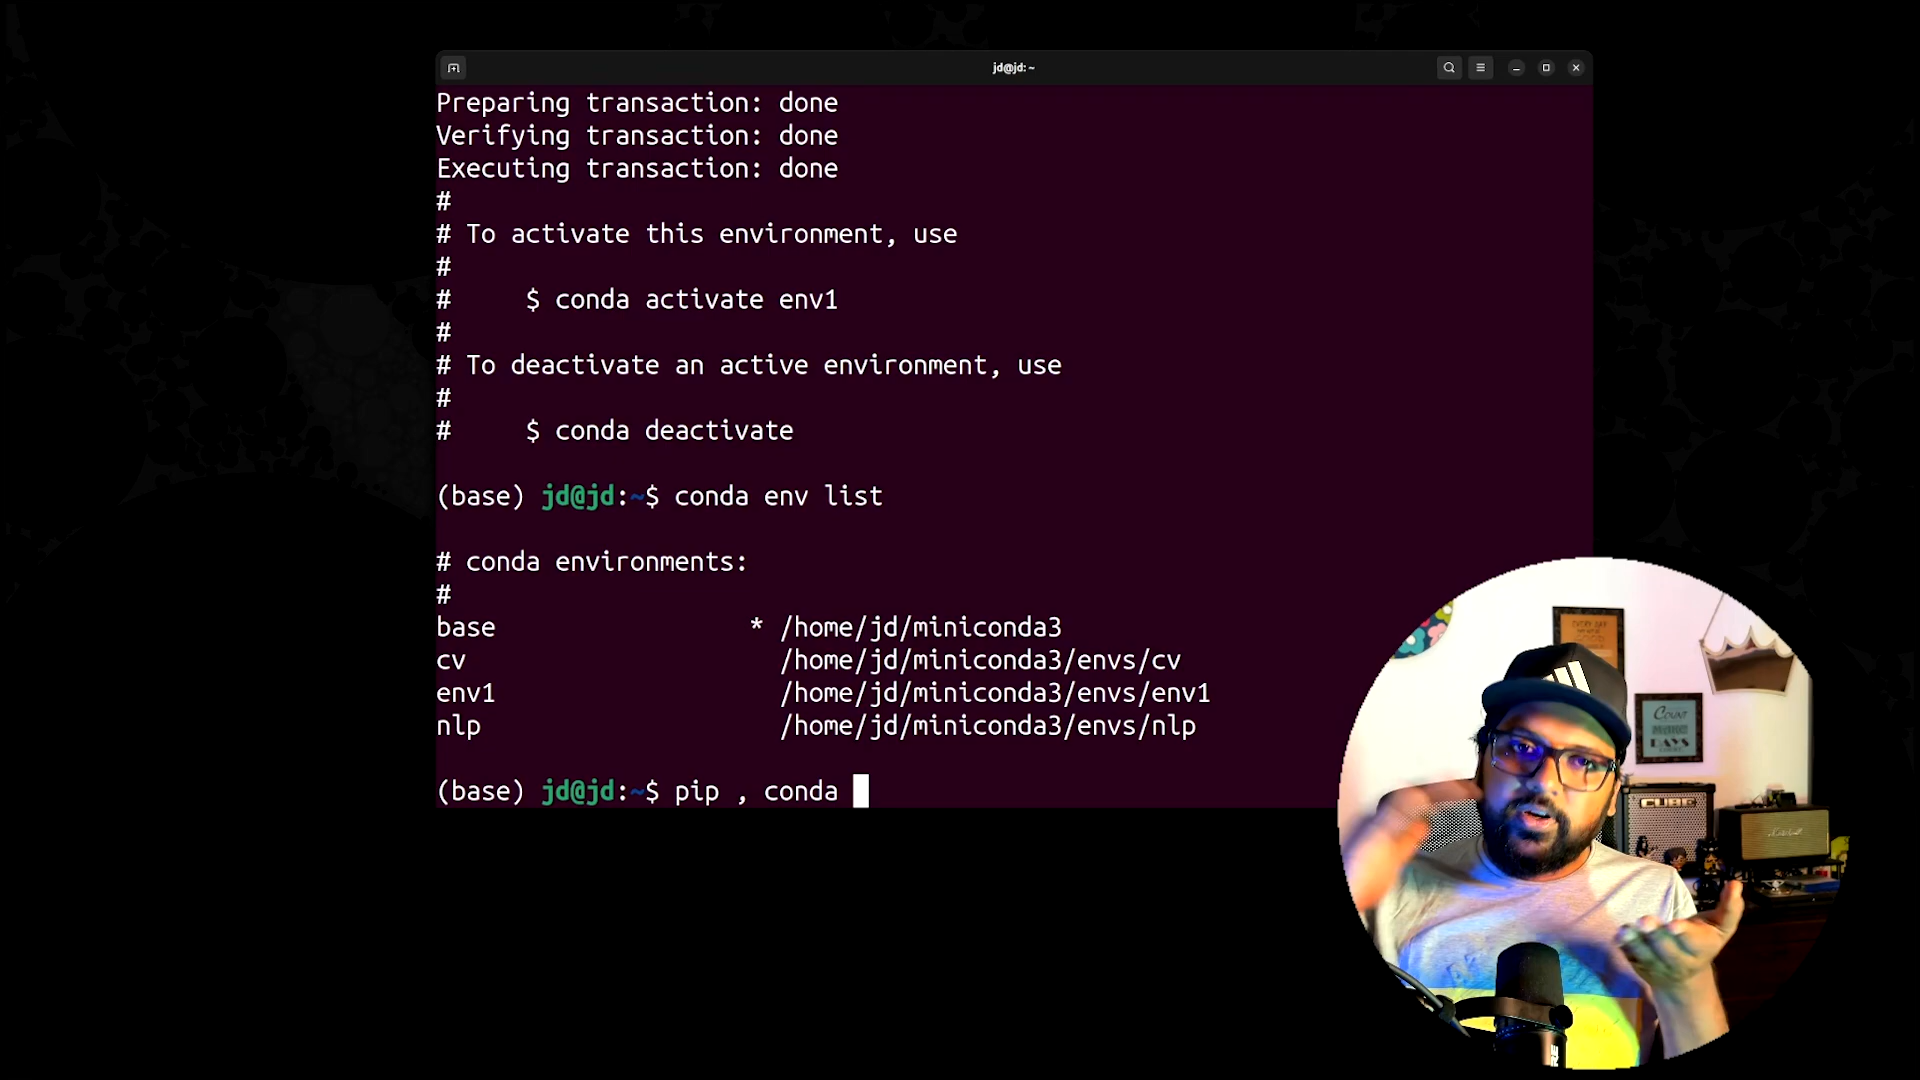 jd@jd: ~
Preparing transaction: done
Verifying transaction: done
Executing transaction: done
#
# To activate this environment, use
#
#     $ conda activate env1
#
# To deactivate an active environment, use
#
#     $ conda deactivate
(base) jd@jd:~$ conda env list
# conda environments:
#
base                 * /home/jd/miniconda3
cv                     /home/jd/miniconda3/envs/cv
env1                   /home/jd/miniconda3/envs/env1
nlp                    /home/jd/miniconda3/envs/nlp
(base) jd@jd:~$ pip , conda
COUNT
DAYS
CUBE